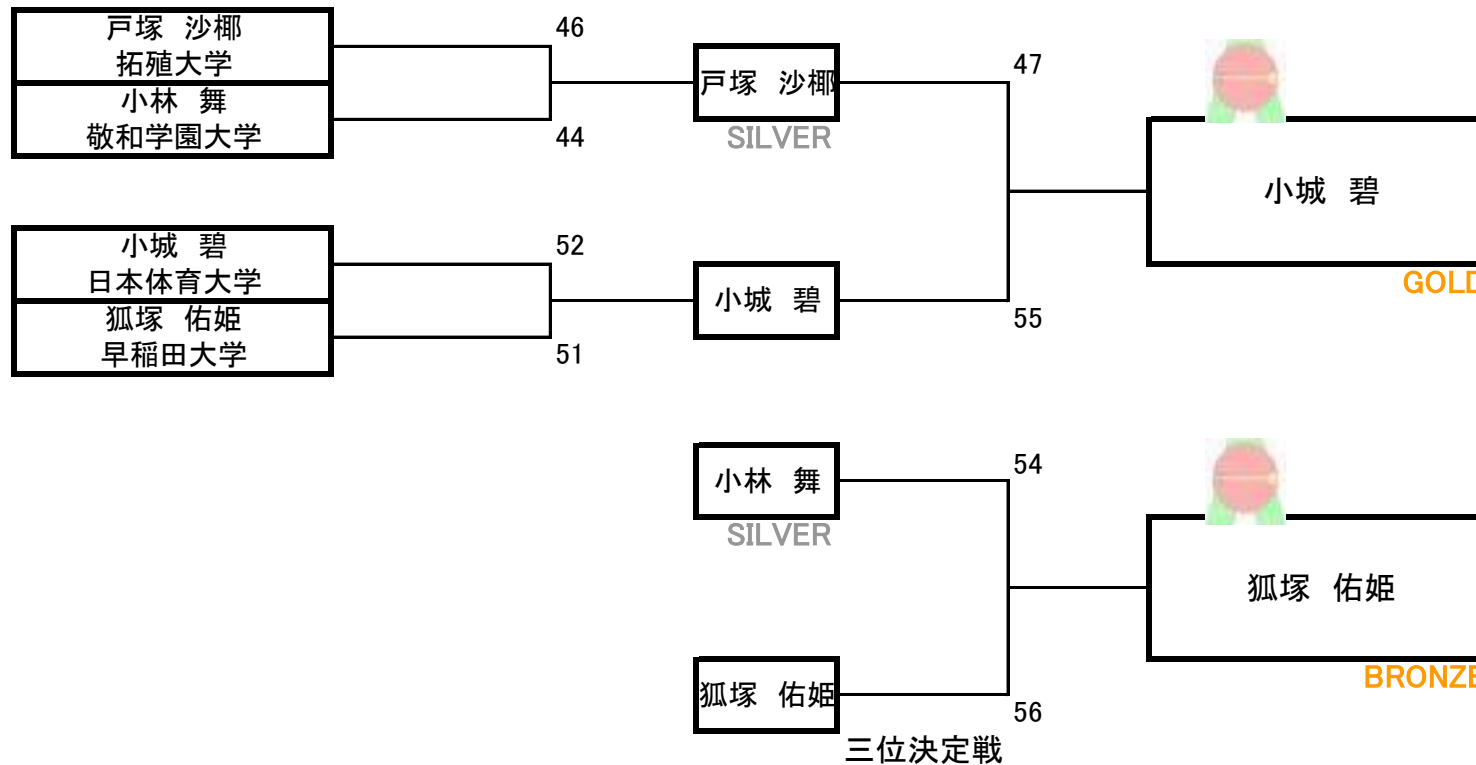 戸塚 沙椰
拓殖大学
小林 舞
敬和学園大学
46
44
戸塚 沙椰
SILVER
47
小城 碧
GOLD
小城 碧
日本体育大学
狐塚 佑姫
早稲田大学
52
51
小城 碧
55
小林 舞
SILVER
54
狐塚 佑姫
BRONZE
狐塚 佑姫
56
三位決定戦